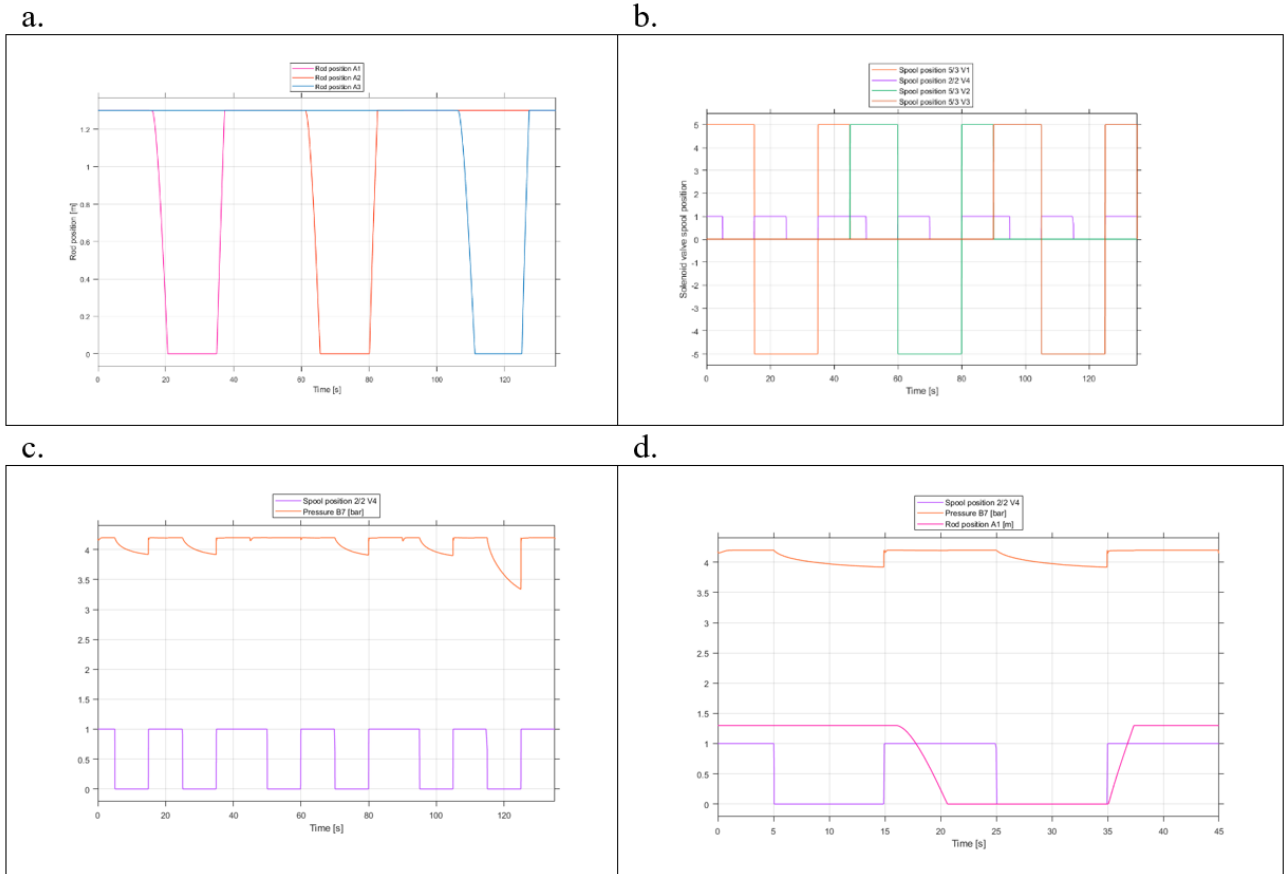 a.
Rod position A1
Rod position A2
Rod position A3
1.2
1
0.8
0.6
0.4
0.2
0
Rod position [m]
0 20 40 60 80 100 120
Time [s]
b.
Spool position 5/3 V1
Spool position 2/2 V4
Spool position 5/3 V2
Spool position 5/3 V3
5
4
3
2
1
0
-1
-2
-3
-4
-5
Solenoid valve spool position
0 20 40 60 80 100 120
Time [s]
c.
Spool position 2/2 V4
Pressure B7 [bar]
4
3.5
3
2.5
2
1.5
1
0.5
0
0 20 40 60 80 100 120
Time [s]
d.
Spool position 2/2 V4
Pressure B7 [bar]
Rod position A1 [m]
4
3.5
3
2.5
2
1.5
1
0.5
0
0 5 10 15 20 25 30 35 40 45
Time [s]